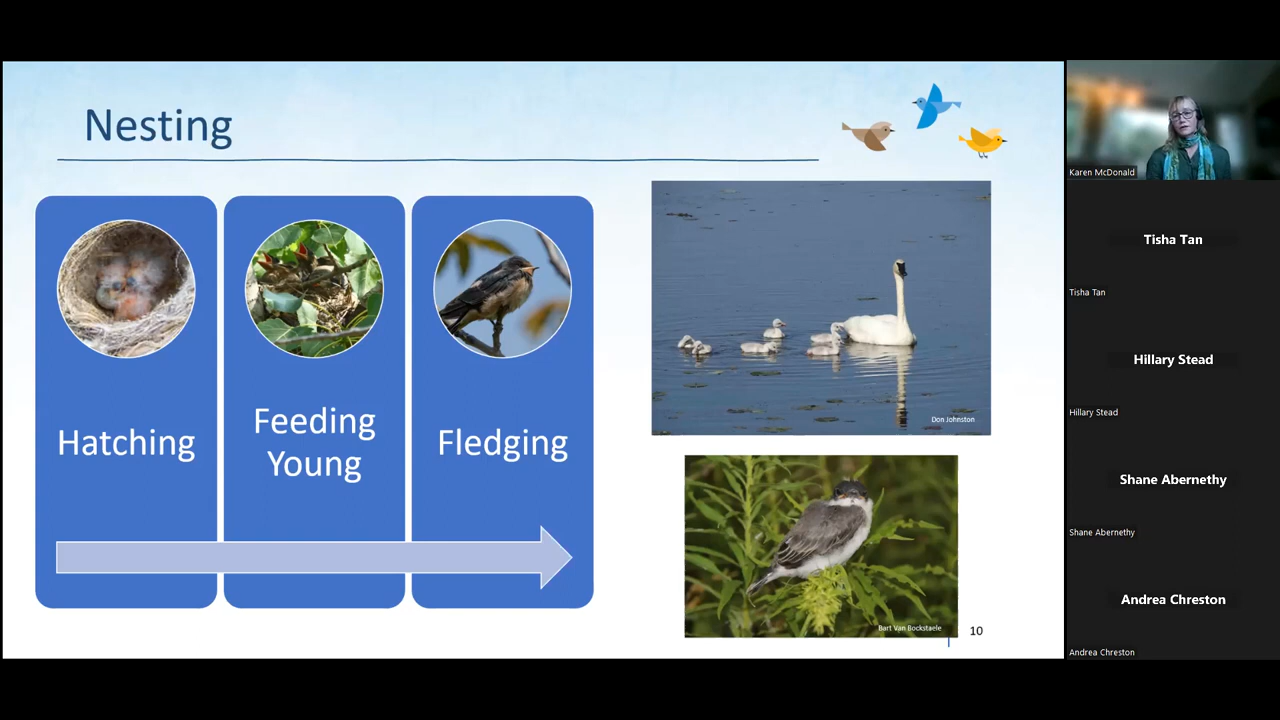 Nesting
Hatching
Feeding
Young
Fledging
Don Johnston
Bart Van Bockstaele
10
Karen McDonald
Tisha Tan
Tisha Tan
Hillary Stead
Hillary Stead
Shane Abernethy
Shane Abernethy
Andrea Chreston
Andrea Chreston